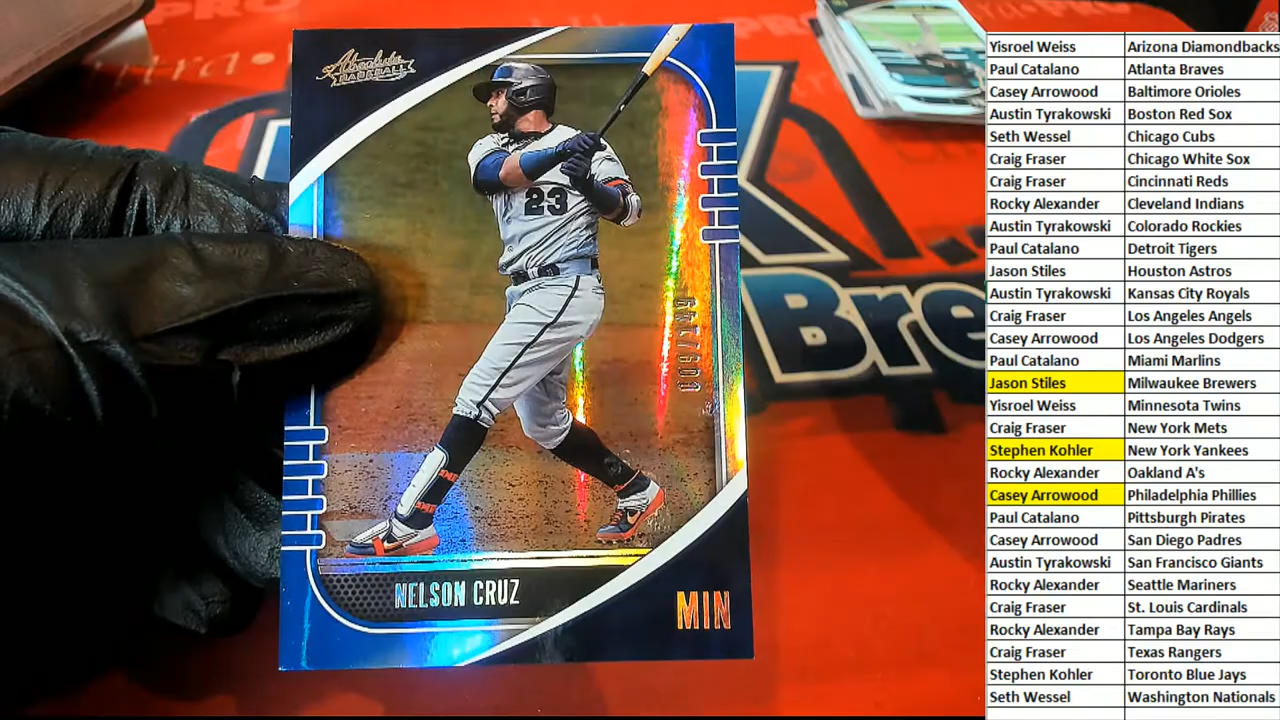 Absolute
BASEBALL
23
NELSON CRUZ
MIN
Bre
Yisroel Weiss Arizona Diamondbacks
Paul Catalano Atlanta Braves
Casey Arrowood Baltimore Orioles
Austin Tyrakowski Boston Red Sox
Seth Wessel Chicago Cubs
Craig Fraser Chicago White Sox
Craig Fraser Cincinnati Reds
Rocky Alexander Cleveland Indians
Austin Tyrakowski Colorado Rockies
Paul Catalano Detroit Tigers
Jason Stiles Houston Astros
Austin Tyrakowski Kansas City Royals
Craig Fraser Los Angeles Angels
Casey Arrowood Los Angeles Dodgers
Paul Catalano Miami Marlins
Jason Stiles Milwaukee Brewers
Yisroel Weiss Minnesota Twins
Craig Fraser New York Mets
Stephen Kohler New York Yankees
Rocky Alexander Oakland A's
Casey Arrowood Philadelphia Phillies
Paul Catalano Pittsburgh Pirates
Casey Arrowood San Diego Padres
Austin Tyrakowski San Francisco Giants
Rocky Alexander Seattle Mariners
Craig Fraser St. Louis Cardinals
Rocky Alexander Tampa Bay Rays
Craig Fraser Texas Rangers
Stephen Kohler Toronto Blue Jays
Seth Wessel Washington Nationals